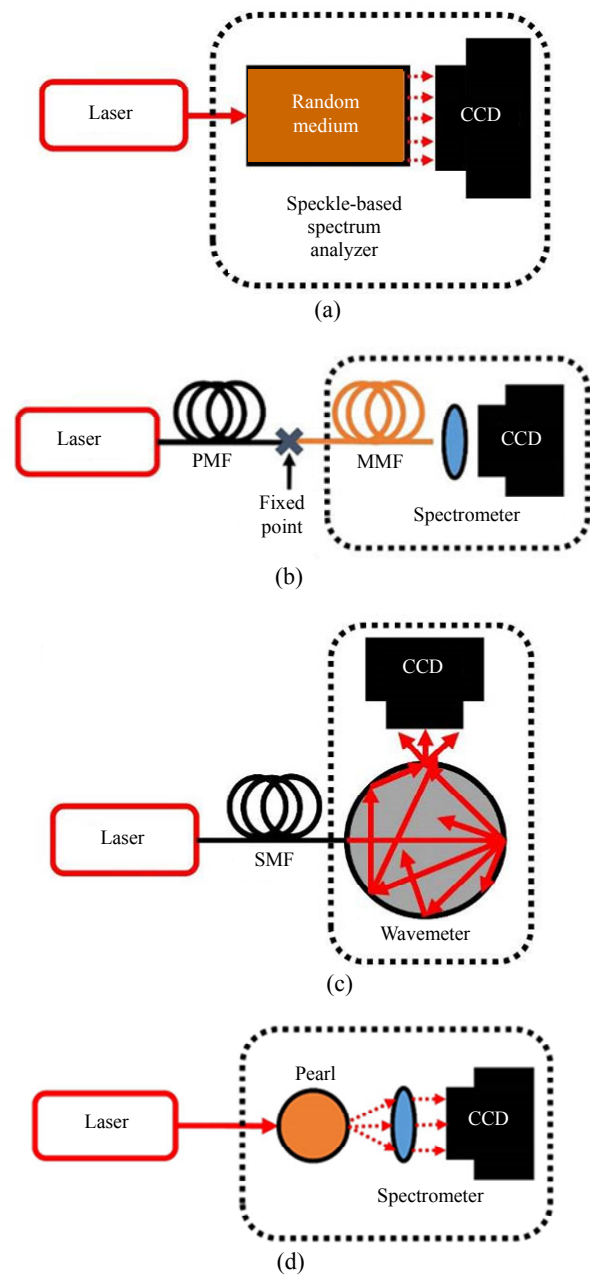 Laser
Random
medium
CCD
Speckle-based
spectrum
analyzer
(a)
Laser
PMF
Fixed
point
MMF
CCD
Spectrometer
(b)
CCD
Laser
SMF
Wavemeter
(c)
Pearl
Laser
CCD
Spectrometer
(d)